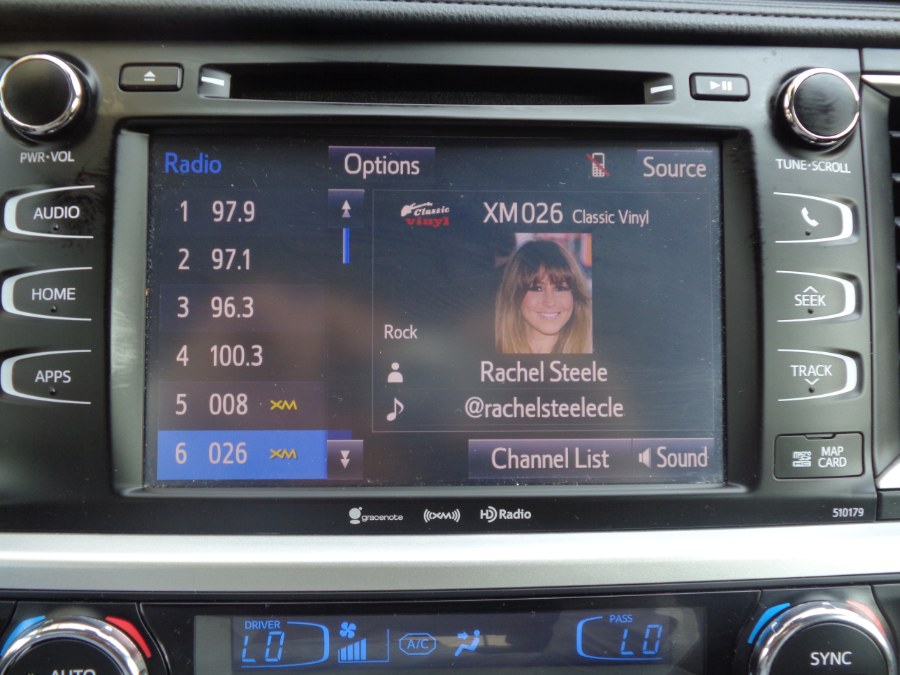 PWR•VOL
TUNE•SCROLL
AUDIO
HOME
APPS
SEEK
TRACK
MAP
CARD
Radio
Options
Source
1 97.9
2 97.1
3 96.3
4 100.3
5 008 XM
6 026 XM
Classic
vinyl
XM026 Classic Vinyl
Rock
Rachel Steele
@rachelsteelecle
Channel List
Sound
gracenote
((XM))
HD Radio
510179
DRIVER
LO
A/C
PASS
LO
AUTO
SYNC